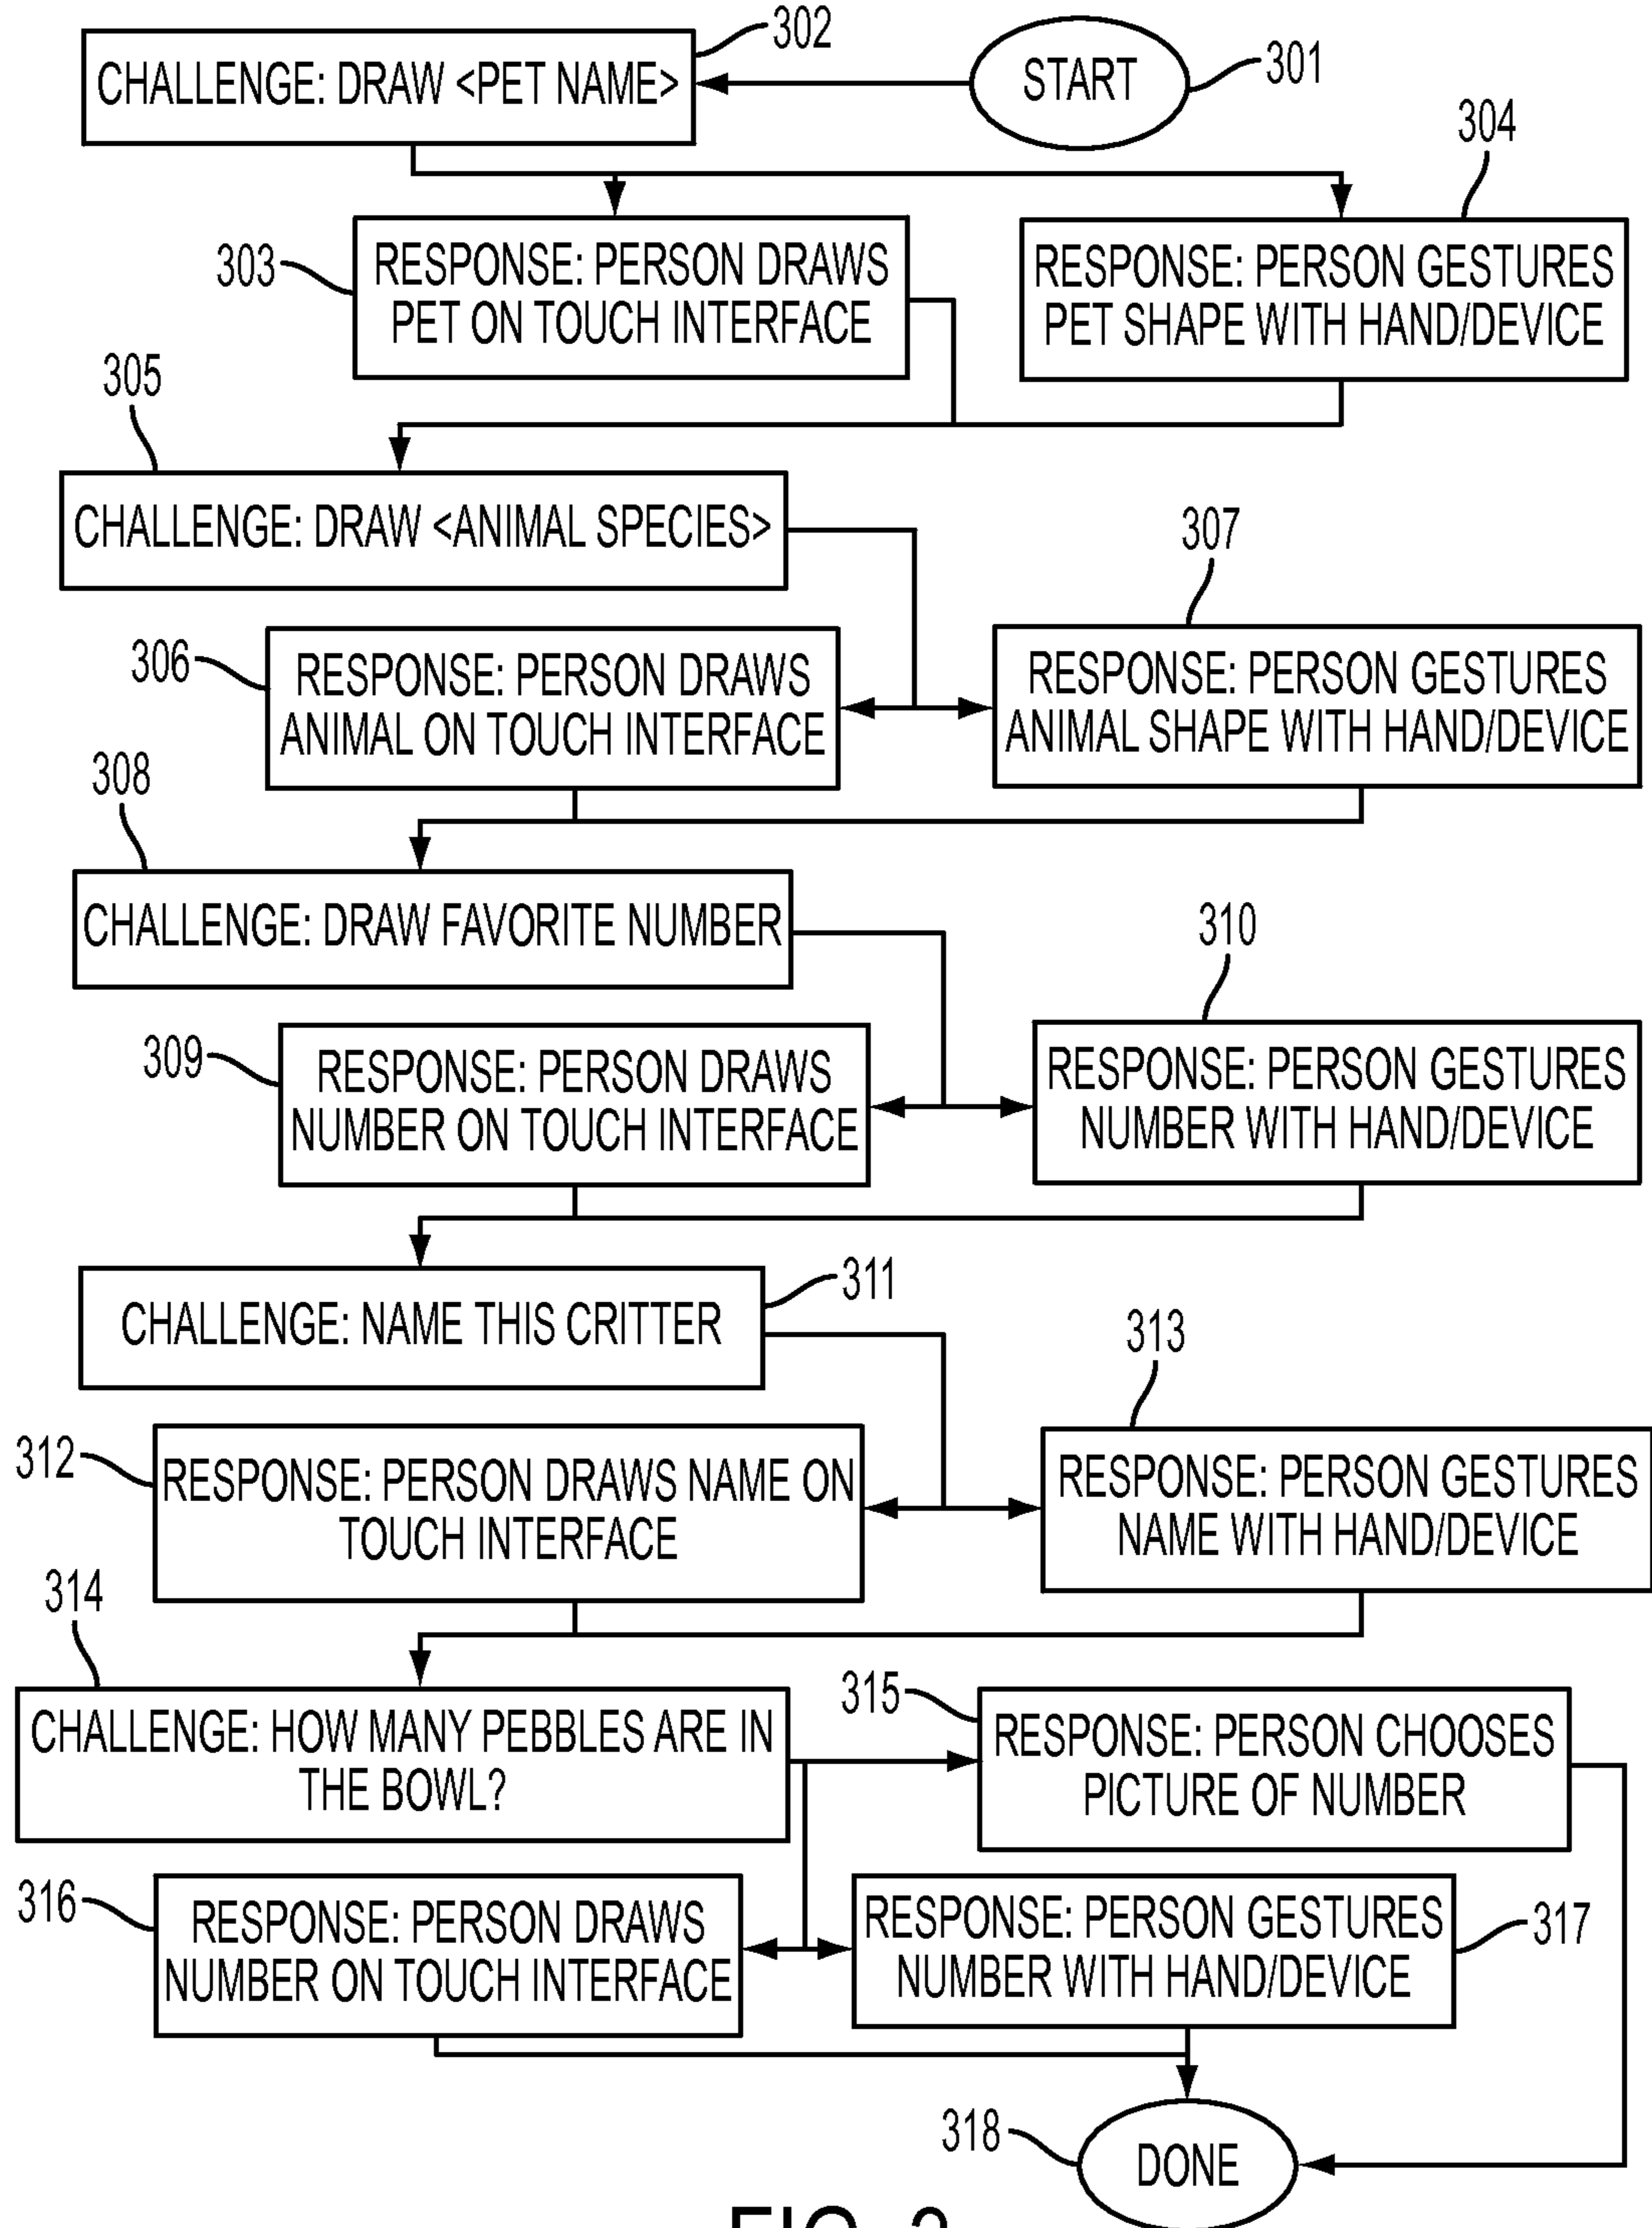 302
CHALLENGE: DRAW <PET NAME>
START
301
304
303
RESPONSE: PERSON DRAWS
PET ON TOUCH INTERFACE
RESPONSE: PERSON GESTURES
PET SHAPE WITH HAND/DEVICE
305
CHALLENGE: DRAW <ANIMAL SPECIES>
307
306
RESPONSE: PERSON DRAWS
ANIMAL ON TOUCH INTERFACE
RESPONSE: PERSON GESTURES
ANIMAL SHAPE WITH HAND/DEVICE
308
CHALLENGE: DRAW FAVORITE NUMBER
310
309
RESPONSE: PERSON DRAWS
NUMBER ON TOUCH INTERFACE
RESPONSE: PERSON GESTURES
NUMBER WITH HAND/DEVICE
311
CHALLENGE: NAME THIS CRITTER
313
312
RESPONSE: PERSON DRAWS NAME ON
TOUCH INTERFACE
RESPONSE: PERSON GESTURES
NAME WITH HAND/DEVICE
314
CHALLENGE: HOW MANY PEBBLES ARE IN
THE BOWL?
315
RESPONSE: PERSON CHOOSES
PICTURE OF NUMBER
316
RESPONSE: PERSON DRAWS
NUMBER ON TOUCH INTERFACE
RESPONSE: PERSON GESTURES
NUMBER WITH HAND/DEVICE
317
318
DONE
FIG.